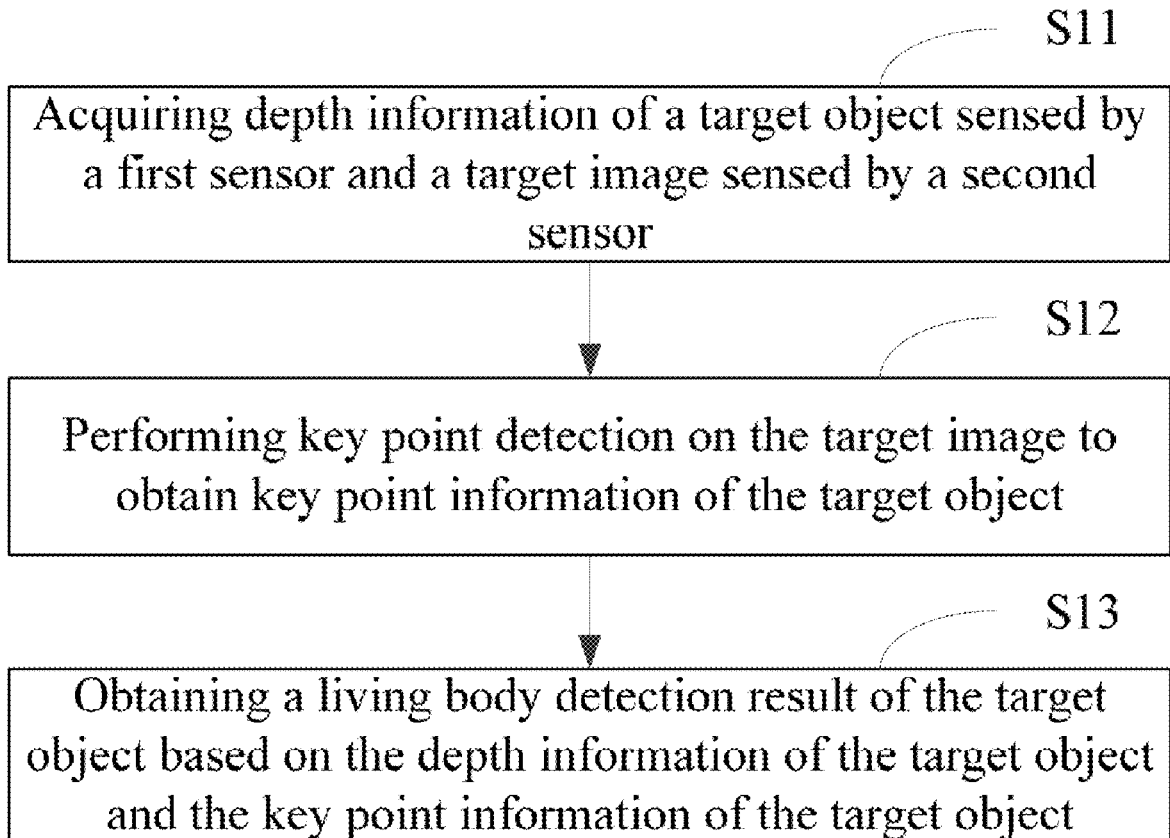 S11
Acquiring depth information of a target object sensed by
a first sensor and a target image sensed by a second
sensor
S12
Performing key point detection on the target image to
obtain key point information of the target object
S13
Obtaining a living body detection result of the target
object based on the depth information of the target object
and the key point information of the target object